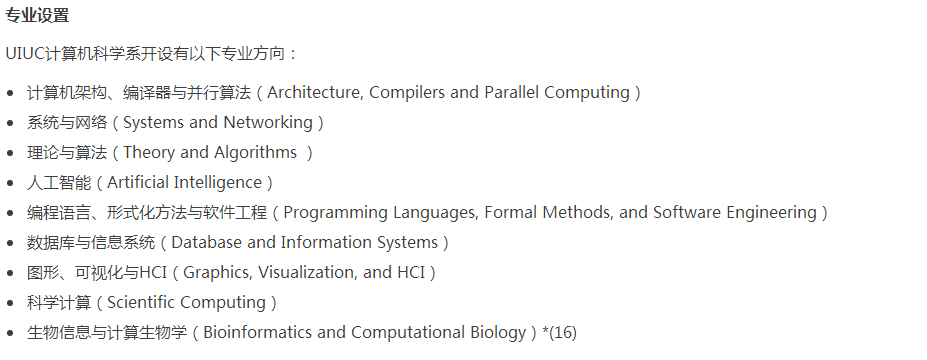 专业设置
UIUC计算机科学系开设有以下专业方向：
• 计算机架构、编译器与并行算法（Architecture, Compilers and Parallel Computing）
• 系统与网络（Systems and Networking）
• 理论与算法（Theory and Algorithms ）
• 人工智能（Artificial Intelligence）
• 编程语言、形式化方法与软件工程（Programming Languages, Formal Methods, and Software Engineering）
• 数据库与信息系统（Database and Information Systems）
• 图形、可视化与HCI（Graphics, Visualization, and HCI）
• 科学计算（Scientific Computing）
• 生物信息与计算生物学（Bioinformatics and Computational Biology）*(16)